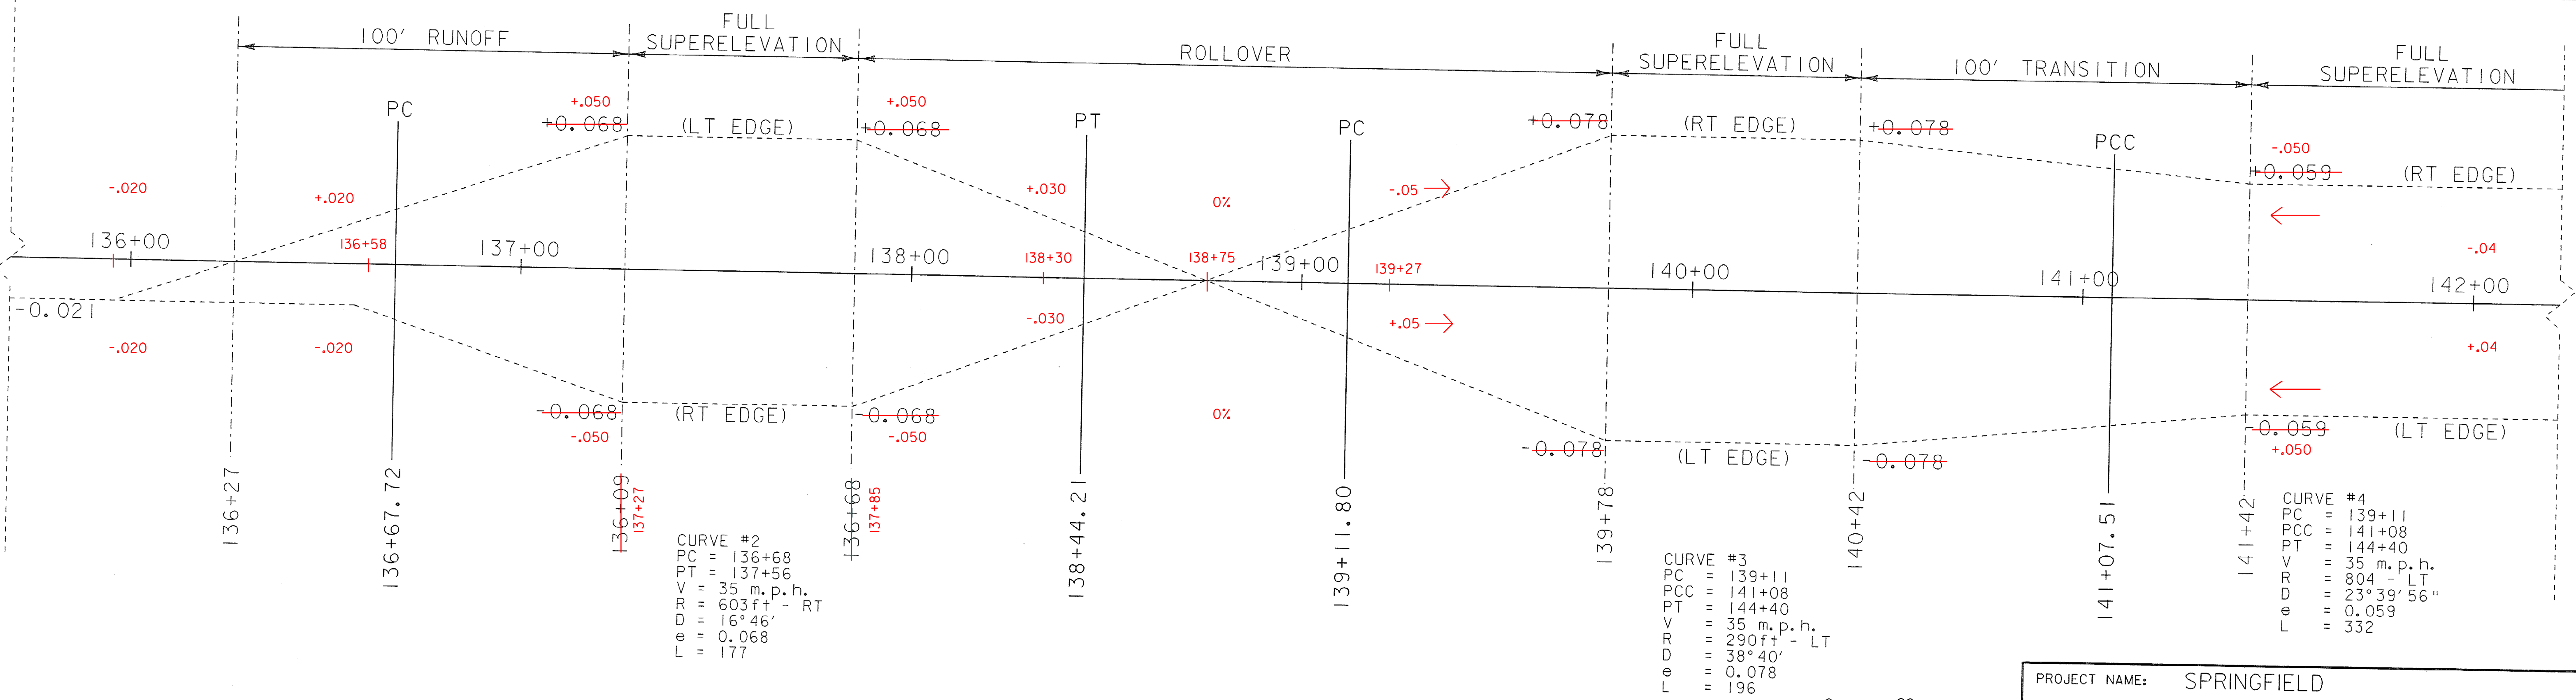 100' RUNOFF
FULL
SUPERELEVATION
ROLLOVER
FULL
SUPERELEVATION
100' TRANSITION
FULL
SUPERELEVATION
PC
PT
PC
PCC
+.050
+0.068
(LT EDGE)
+.050
+0.068
+0.078
(RT EDGE)
+0.078
-.050
+0.059
(RT EDGE)
-.020
+.020
+.030
0%
-.05
136+00
136+58
137+00
138+00
138+30
138+75
139+00
139+27
140+00
141+00
-.04
142+00
-0.021
-.020
-.020
-.030
+.05
+.04
-0.068
(RT EDGE)
-0.068
-.050
-.050
0%
-0.078
(LT EDGE)
-0.078
-0.059
(LT EDGE)
+.050
136+27
136+67.72
136+09
137+27
136+68
137+85
138+44.21
139+11.80
139+78
140+42
141+07.51
141+42
CURVE #2
PC = 136+68
PT = 137+56
V = 35 m.p.h.
R = 603ft - RT
D = 16°46'
e = 0.068
L = 177
CURVE #3
PC = 139+11
PCC = 141+08
PT = 144+40
V = 35 m.p.h.
R = 290ft - LT
D = 38°40'
e = 0.078
L = 196
CURVE #4
PC = 139+11
PCC = 141+08
PT = 144+40
V = 35 m.p.h.
R = 804 - LT
D = 23°39'56"
e = 0.059
L = 332
PROJECT NAME: SPRINGFIELD